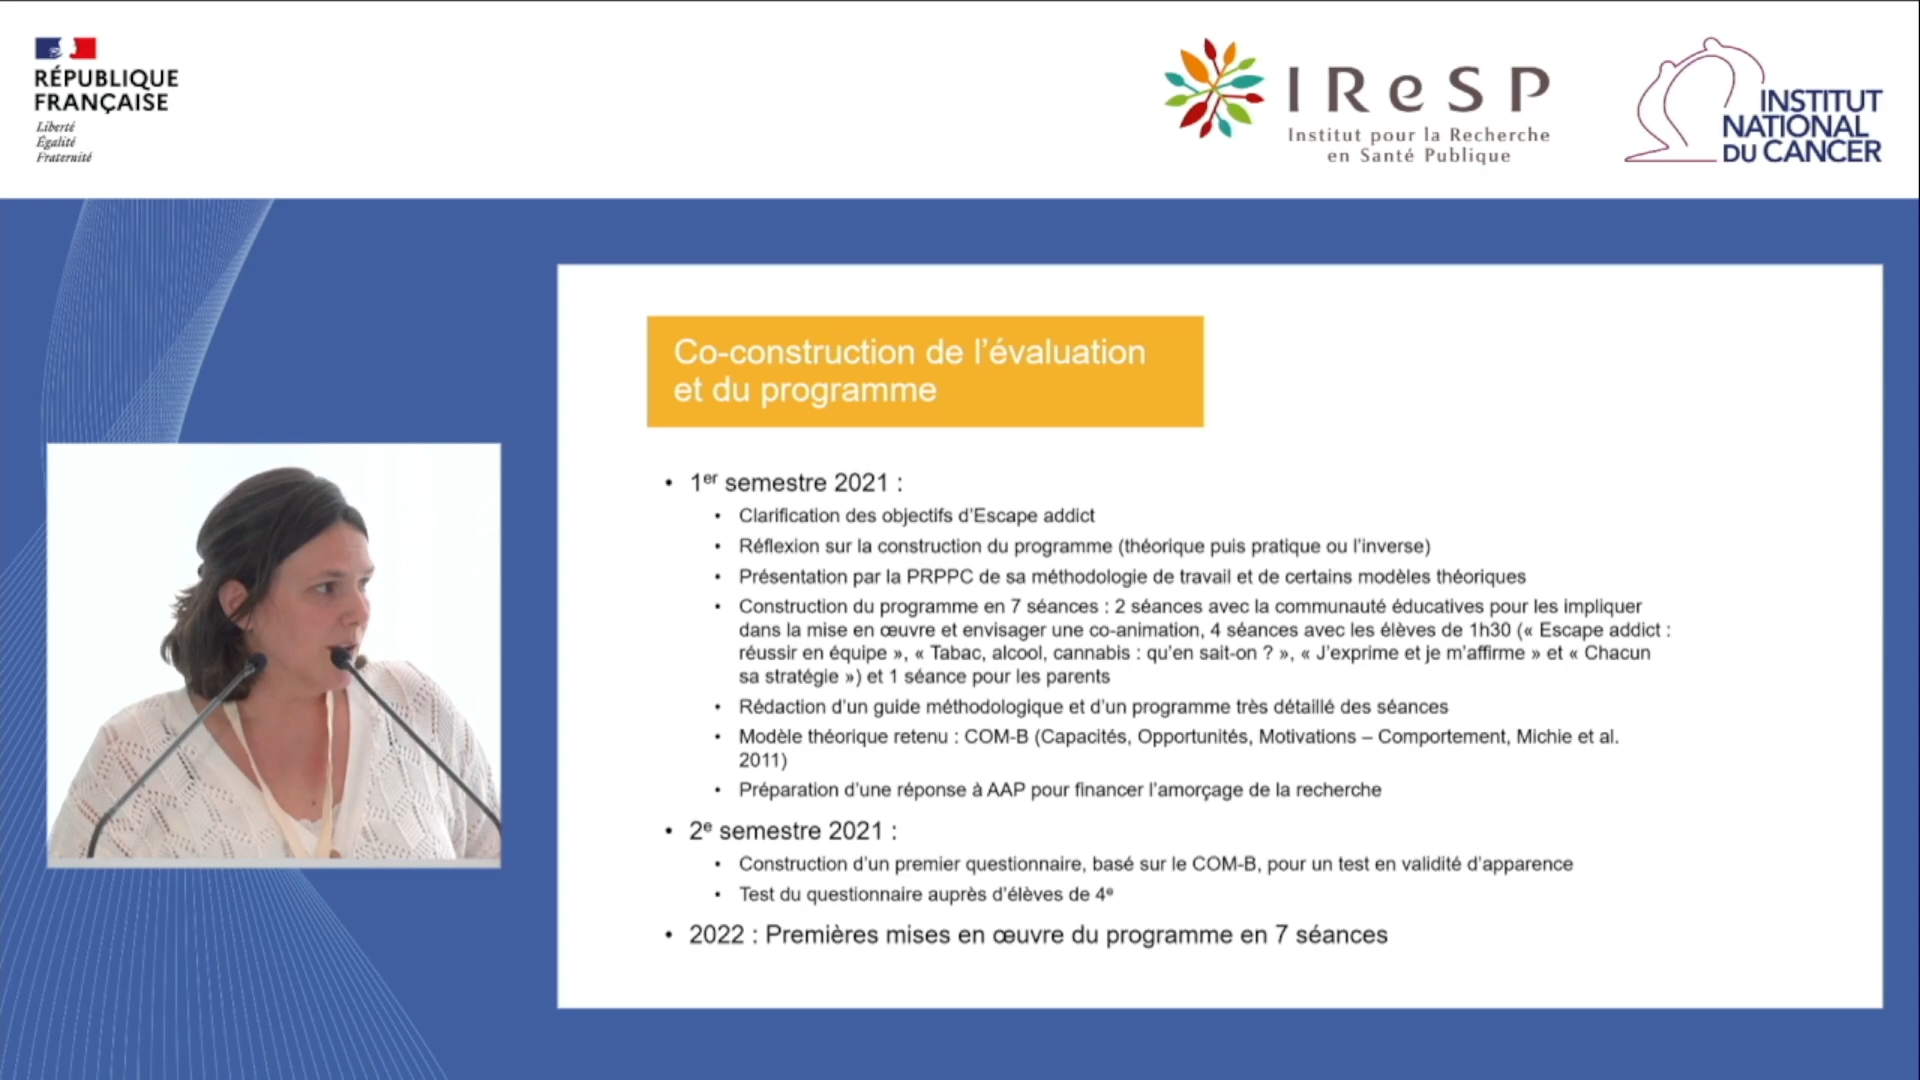 RÉPUBLIQUE
FRANÇAISE
Liberté
Égalité
Fraternité
IReSP
Institut pour la Recherche
en Santé Publique
INSTITUT
NATIONAL
DU CANCER
Co-construction de l’évaluation
et du programme
• 1er semestre 2021 :
• Clarification des objectifs d’Escape addict
• Réflexion sur la construction du programme (théorique puis pratique ou l’inverse)
• Présentation par la PRPPC de sa méthodologie de travail et de certains modèles théoriques
• Construction du programme en 7 séances : 2 séances avec la communauté éducatives pour les impliquer
dans la mise en œuvre et envisager une co-animation, 4 séances avec les élèves de 1h30 (« Escape addict :
réussir en équipe », « Tabac, alcool, cannabis : qu’en sait-on ? », « J’exprime et je m’affirme » et « Chacun
sa stratégie ») et 1 séance pour les parents
• Rédaction d’un guide méthodologique et d’un programme très détaillé des séances
• Modèle théorique retenu : COM-B (Capacités, Opportunités, Motivations – Comportement, Michie et al.
2011)
• Préparation d’une réponse à AAP pour financer l’amorçage de la recherche
• 2e semestre 2021 :
• Construction d’un premier questionnaire, basé sur le COM-B, pour un test en validité d’apparence
• Test du questionnaire auprès d’élèves de 4e
• 2022 : Premières mises en œuvre du programme en 7 séances